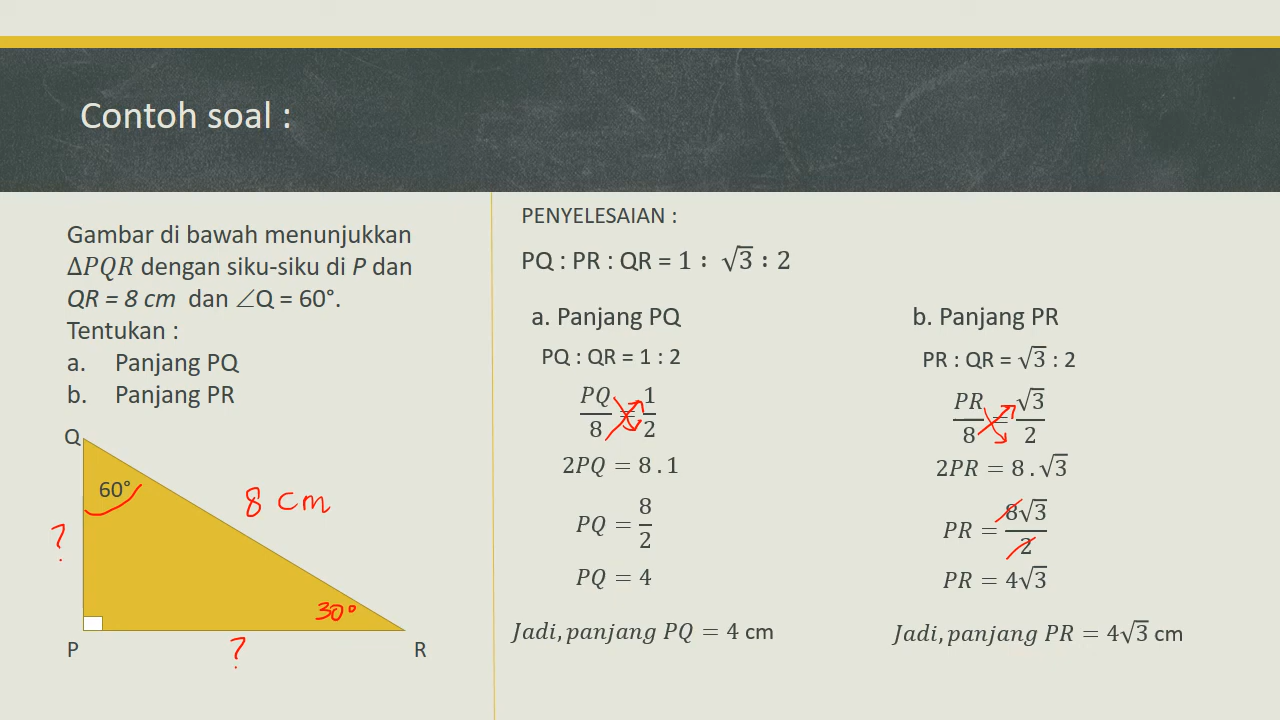 Contoh soal :
Gambar di bawah menunjukkan
∆PQR dengan siku-siku di P dan
QR = 8 cm dan ∠Q = 60°.
Tentukan :
a. Panjang PQ
b. Panjang PR
Q
60°
8 cm
?
30°
P
?
R
PENYELESAIAN :
PQ : PR : QR = 1 : √3 : 2
a. Panjang PQ
PQ : QR = 1 : 2
PQ/8 = 1/2
2PQ = 8 . 1
PQ = 8/2
PQ = 4
Jadi, panjang PQ = 4 cm
b. Panjang PR
PR : QR = √3 : 2
PR/8 = √3/2
2PR = 8 . √3
PR = 8√3/2
PR = 4√3
Jadi, panjang PR = 4√3 cm